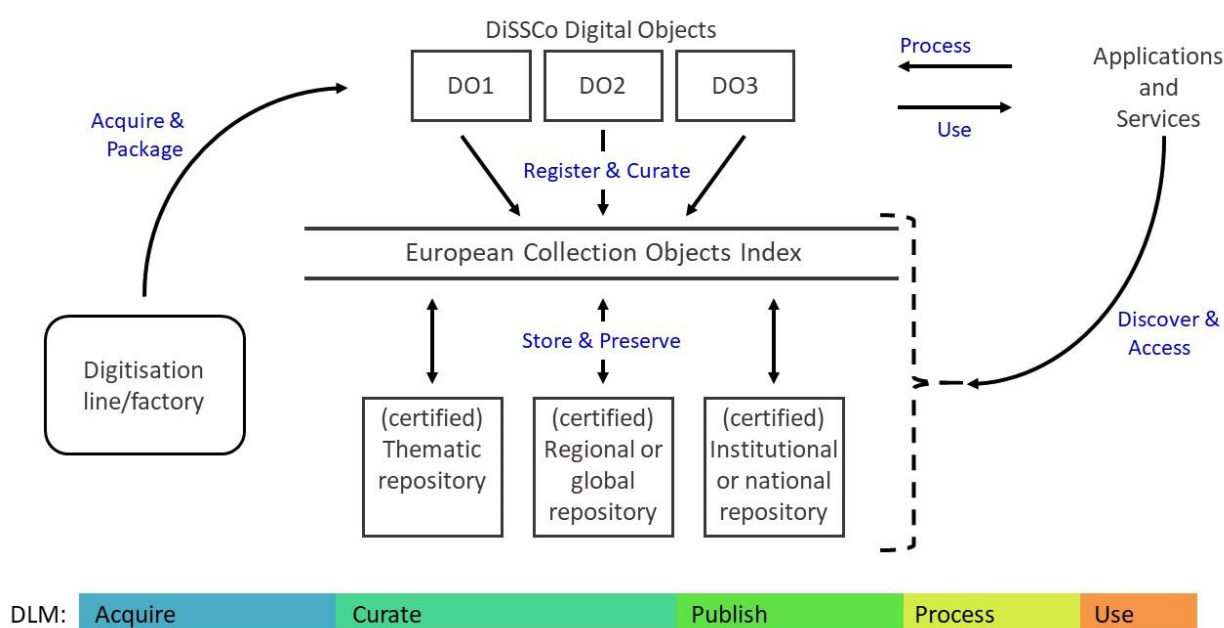 DiSSCo Digital Objects
DO1
DO2
DO3
Process
Use
Applications
and
Services
Acquire &
Package
Register & Curate
European Collection Objects Index
Digitisation
line/factory
Store & Preserve
Discover &
Access
(certified)
Thematic
repository
(certified)
Regional or
global
repository
(certified)
Institutional
or national
repository
DLM:
Acquire
Curate
Publish
Process
Use